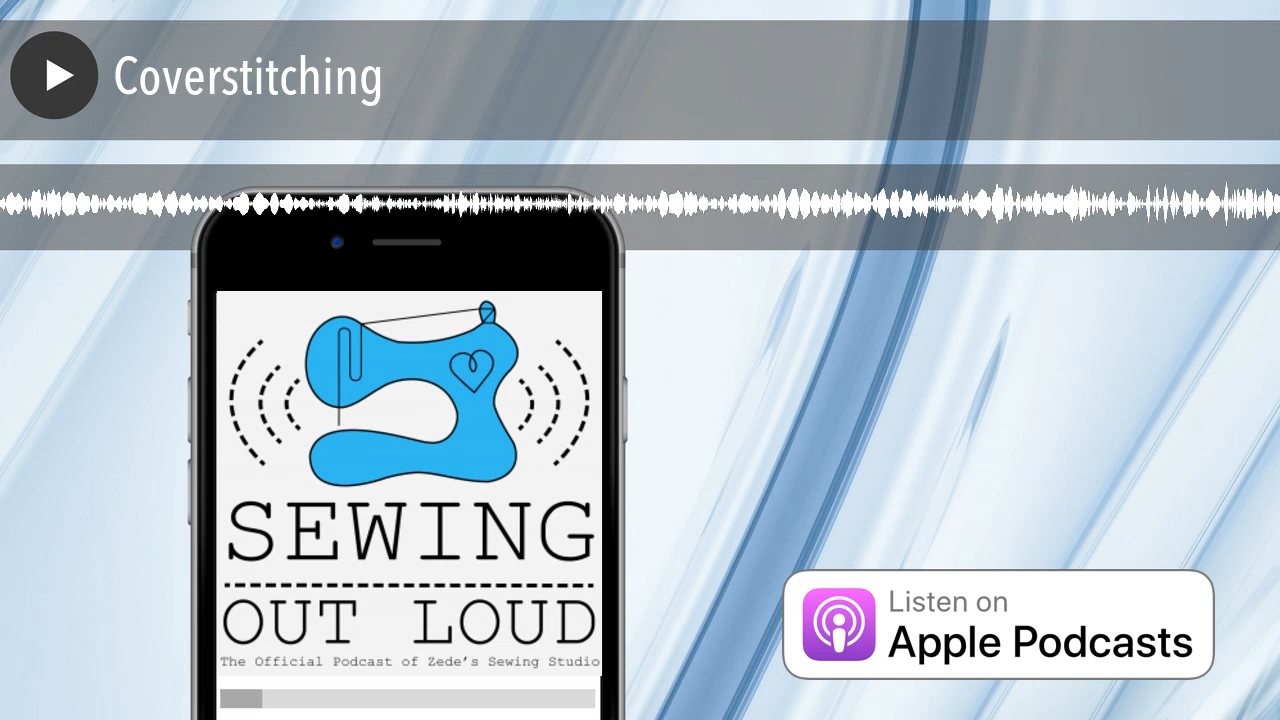 Coverstitching
SEWING
OUT LOUD
The Official Podcast of Zede's Sewing Studio
Listen on
Apple Podcasts